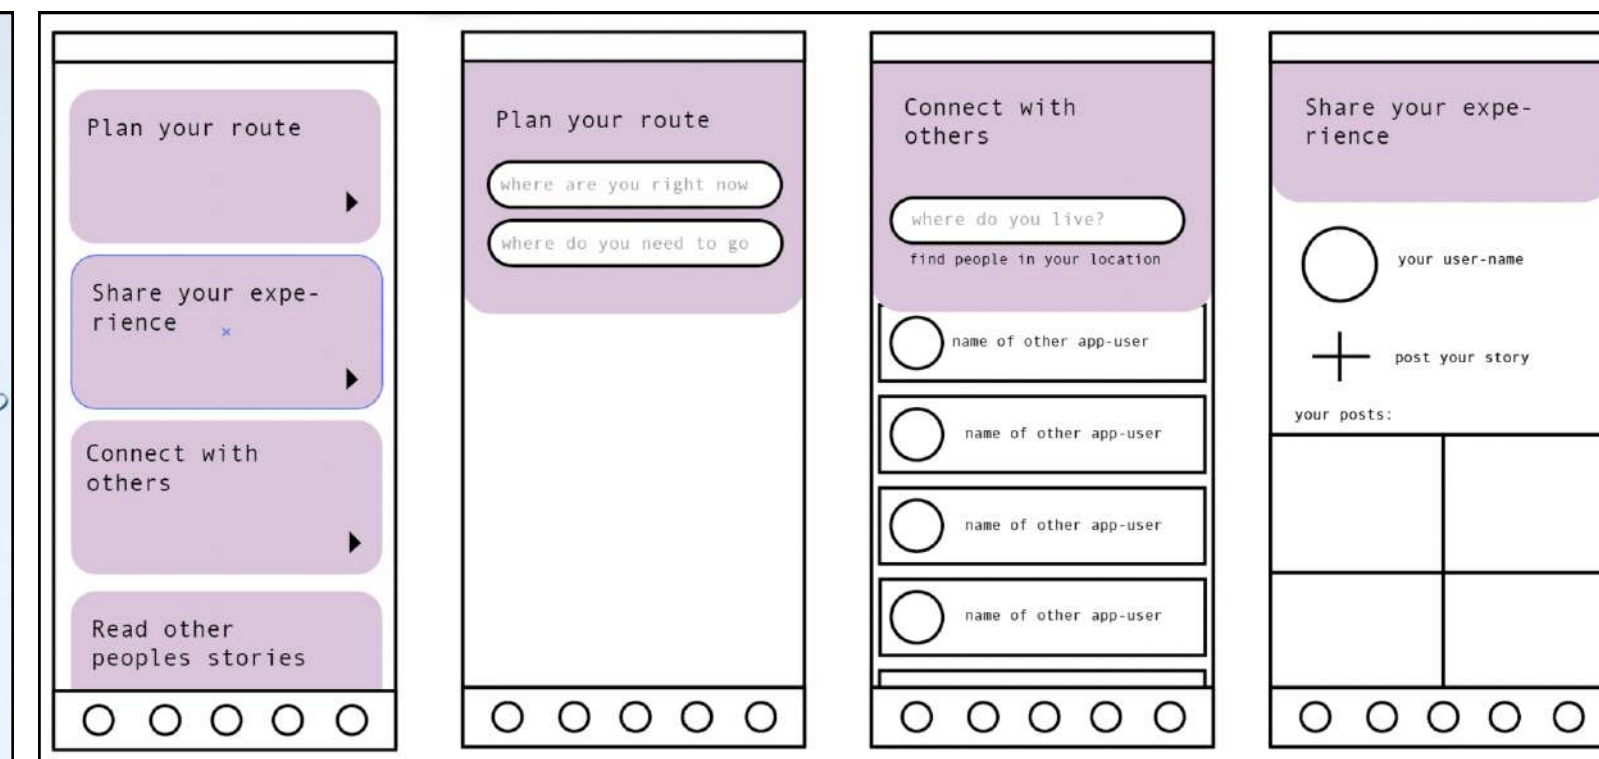 Plan your route
Share your expe-
rience
Connect with
others
Read other
peoples stories
Plan your route
where are you right now
where do you need to go
Connect with
others
where do you live?
find people in your location
name of other app-user
name of other app-user
name of other app-user
name of other app-user
Share your expe-
rience
your user-name
post your story
your posts: